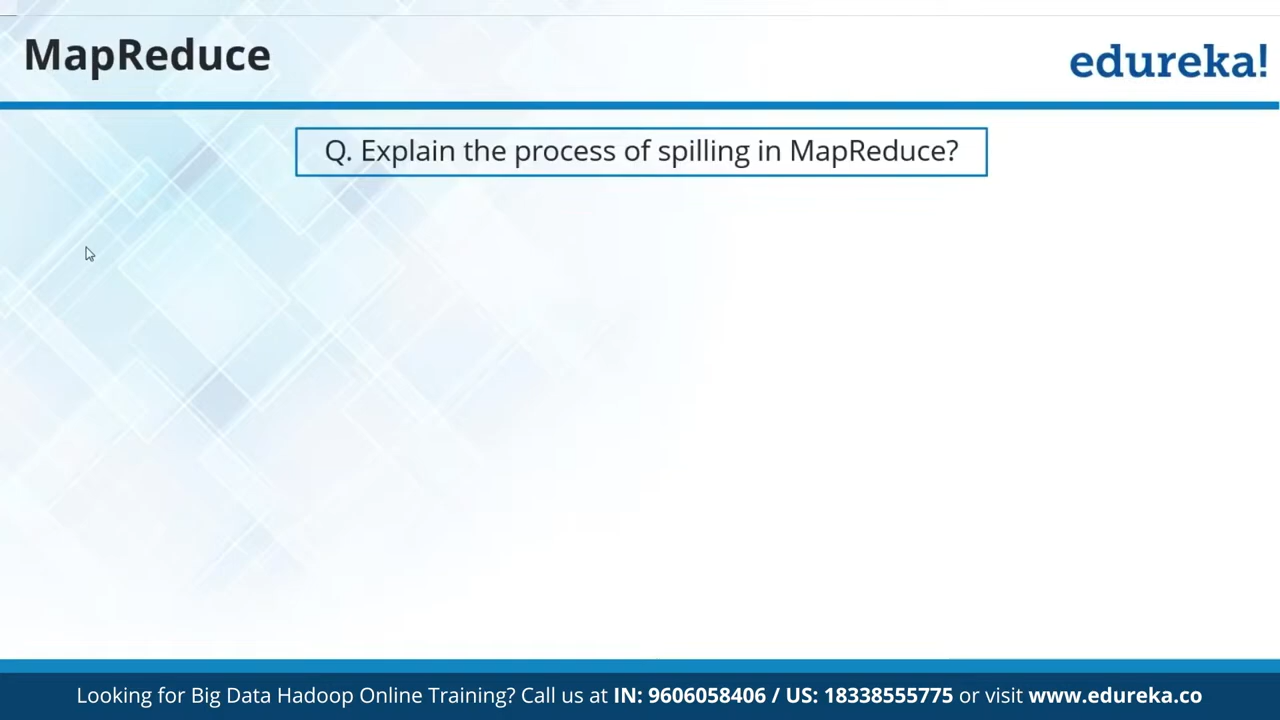 MapReduce
edureka!
Q. Explain the process of spilling in MapReduce?
Looking for Big Data Hadoop Online Training? Call us at IN: 9606058406 / US: 18338555775 or visit www.edureka.co